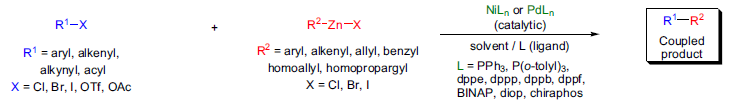 R1—X
+
R2—Zn—X
NiLn or PdLn
(catalytic)
solvent / L (ligand)
R1—R2
Coupled
product
R1 = aryl, alkenyl,
alkynyl, acyl
X = Cl, Br, I, OTf, OAc
R2 = aryl, alkenyl, allyl, benzyl
homoallyl, homopropargyl
X = Cl, Br, I
L = PPh3, P(o-tolyl)3,
dppe, dppp, dppb, dppf,
BINAP, diop, chiraphos